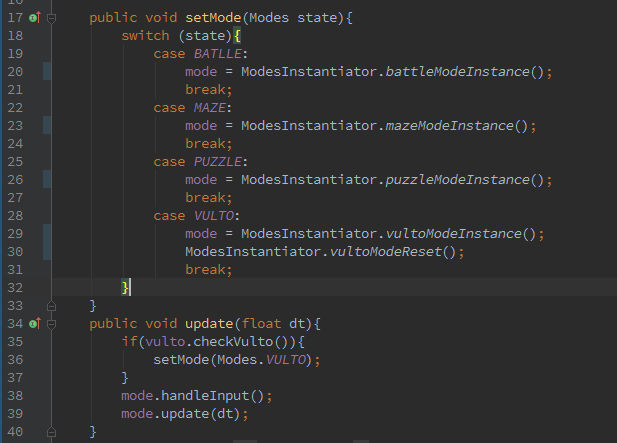 17 public void setMode(Modes state){
18 switch (state){
19 case BATLLE:
20 mode = ModesInstantiator.battleModeInstance();
21 break;
22 case MAZE:
23 mode = ModesInstantiator.mazeModeInstance();
24 break;
25 case PUZZLE:
26 mode = ModesInstantiator.puzzleModeInstance();
27 break;
28 case VULTO:
29 mode = ModesInstantiator.vultoModeInstance();
30 ModesInstantiator.vultoModeReset();
31 break;
32 }
33 }
34 public void update(float dt){
35 if(vulto.checkVulto()){
36 setMode(Modes.VULTO);
37 }
38 mode.handleInput();
39 mode.update(dt);
40 }